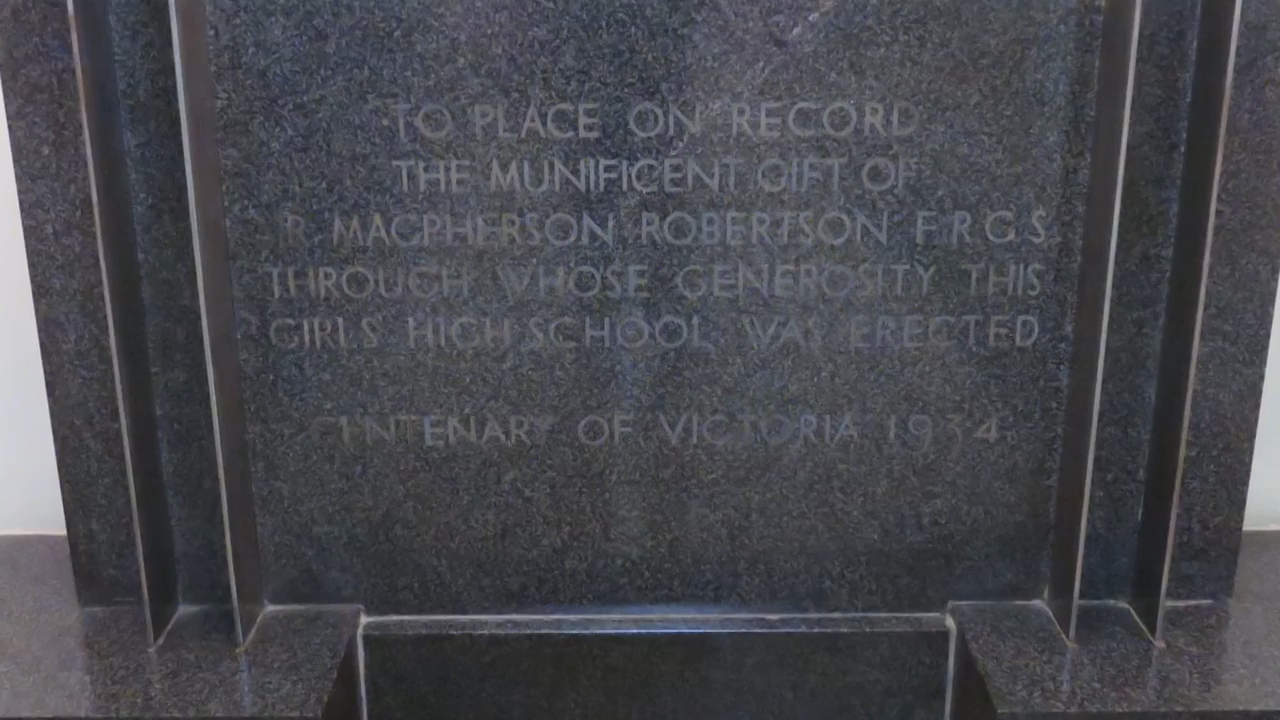 TO PLACE ON RECORD
THE MUNIFICENT GIFT OF
MACPHERSON ROBERTSON F.R.G.S
THROUGH WHOSE GENEROSITY THIS
GIRLS HIGH SCHOOL WAS ERECTED
CENTENARY OF VICTORIA 1934